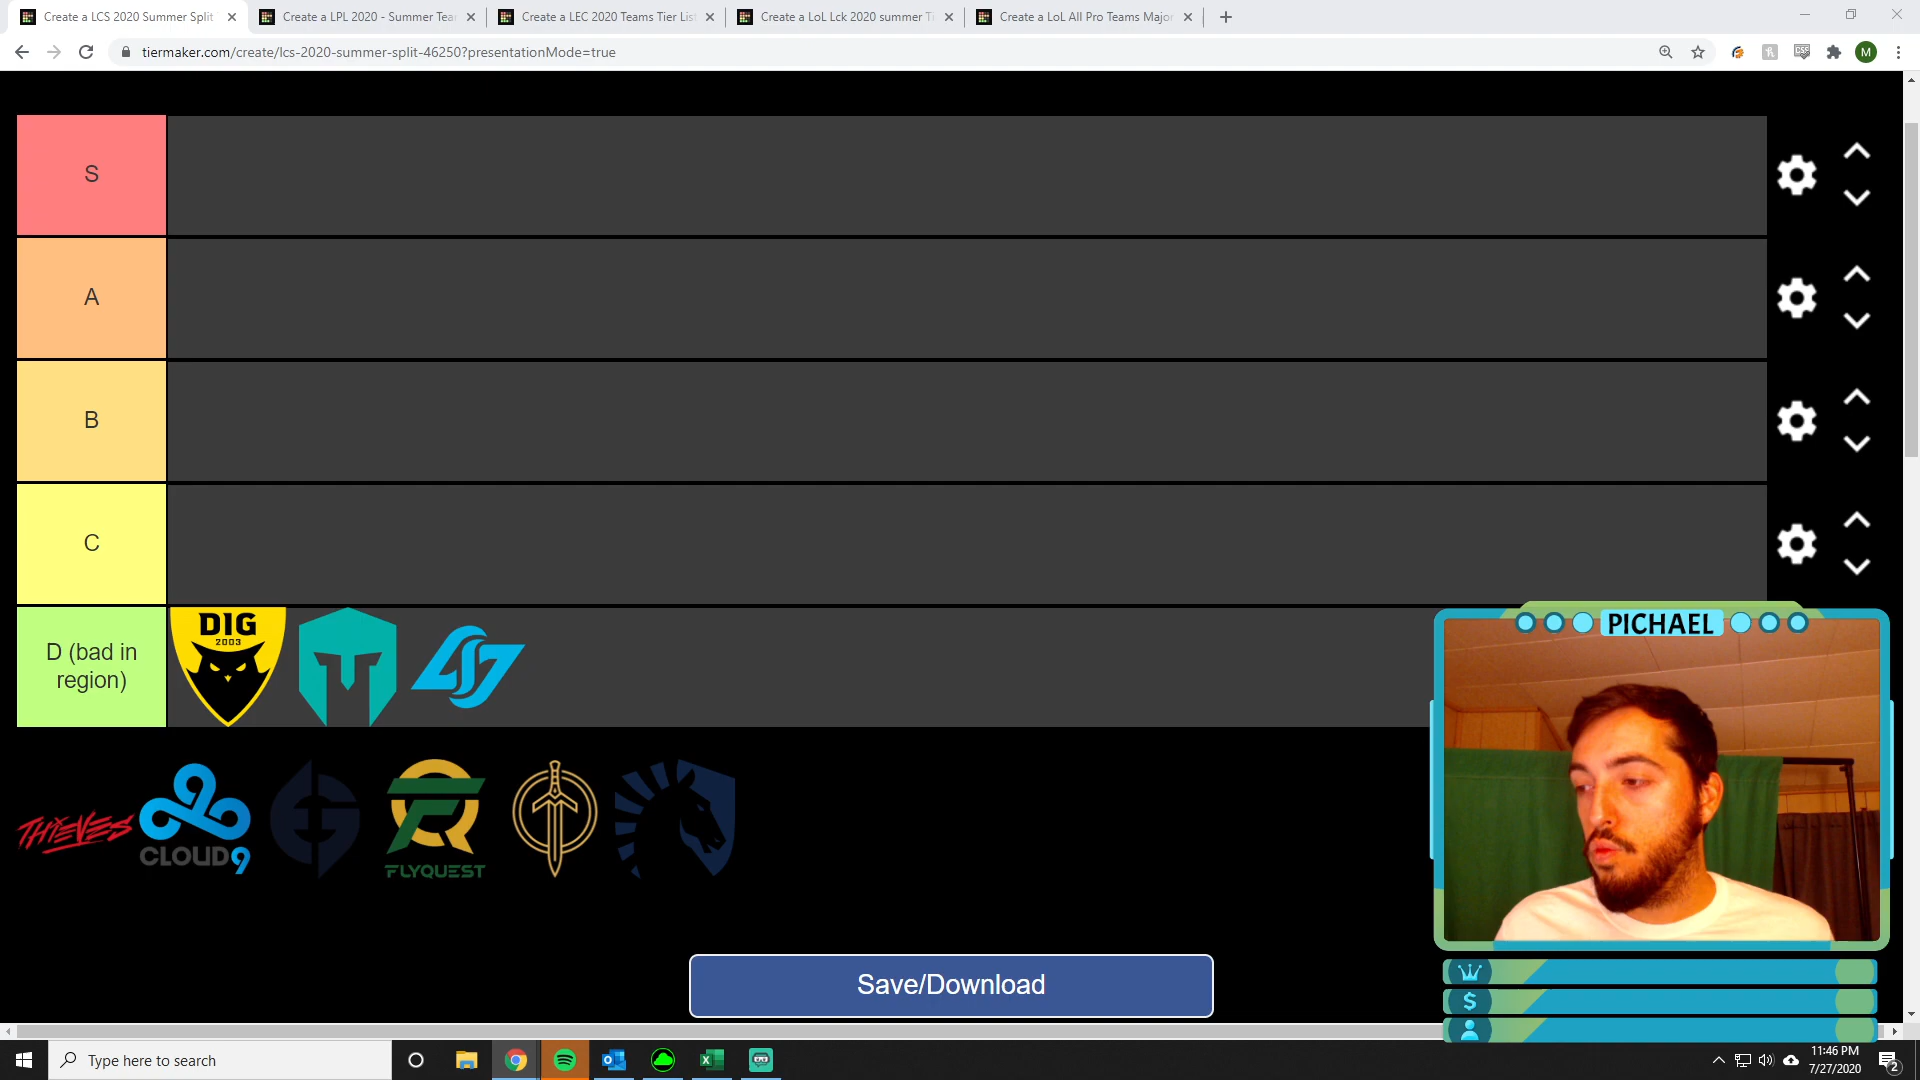 Create a LCS 2020 Summer Split
Create a LPL 2020 - Summer Tea
Create a LEC 2020 Teams Tier Lis
Create a LoL Lck 2020 summer Ti
Create a LoL All Pro Teams Major
tiermaker.com/create/lcs-2020-summer-split-46250?presentationMode=true
M
S
A
B
C
D (bad in
region)
DIG
2003
PICHAEL
THIEVES
CLOUD9
FLYQUEST
Save/Download
$
Type here to search
11:46 PM
7/27/2020
2